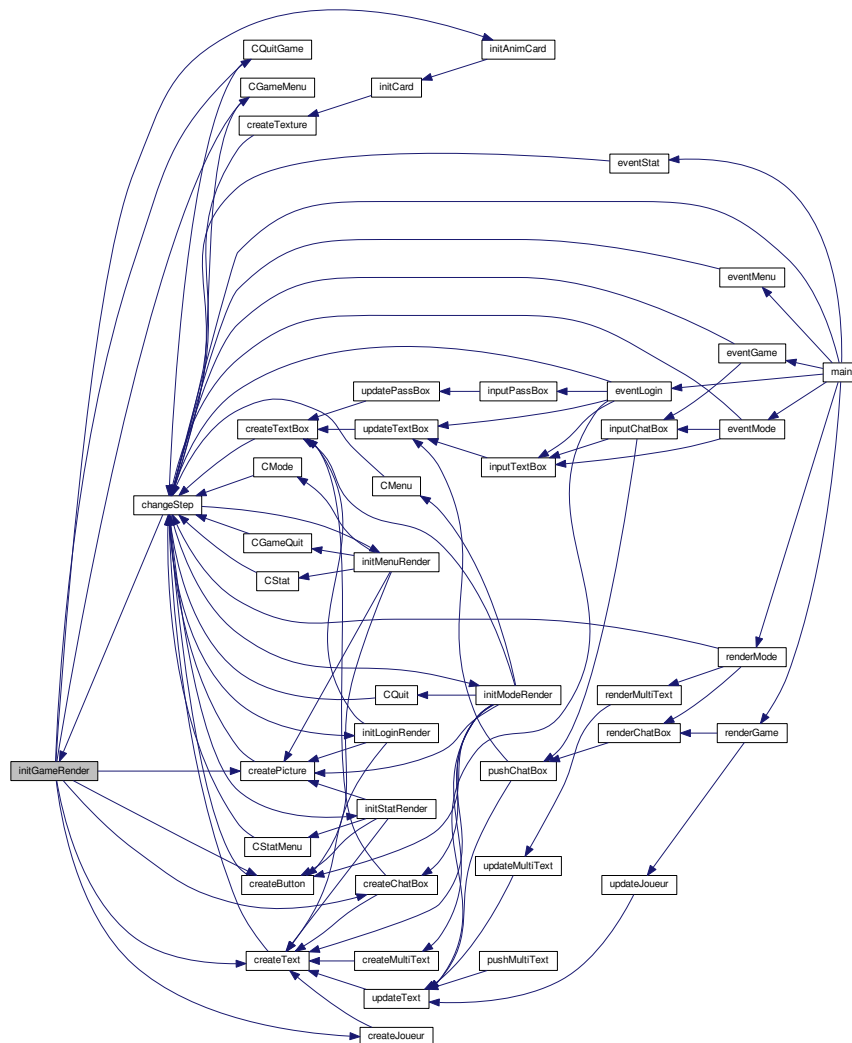 CQuitGame
initAnimCard
CGameMenu
initCard
createTexture
eventStat
eventMenu
eventGame
main
updatePassBox
inputPassBox
eventLogin
createTextBox
updateTextBox
inputChatBox
eventMode
CMode
inputTextBox
CMenu
changeStep
CGameQuit
initMenuRender
CStat
renderMode
CQuit
initModeRender
renderMultiText
initLoginRender
renderChatBox
renderGame
initGameRender
createPicture
pushChatBox
initStatRender
CStatMenu
updateMultiText
createButton
createChatBox
updateJoueur
createText
createMultiText
pushMultiText
updateText
createJoueur